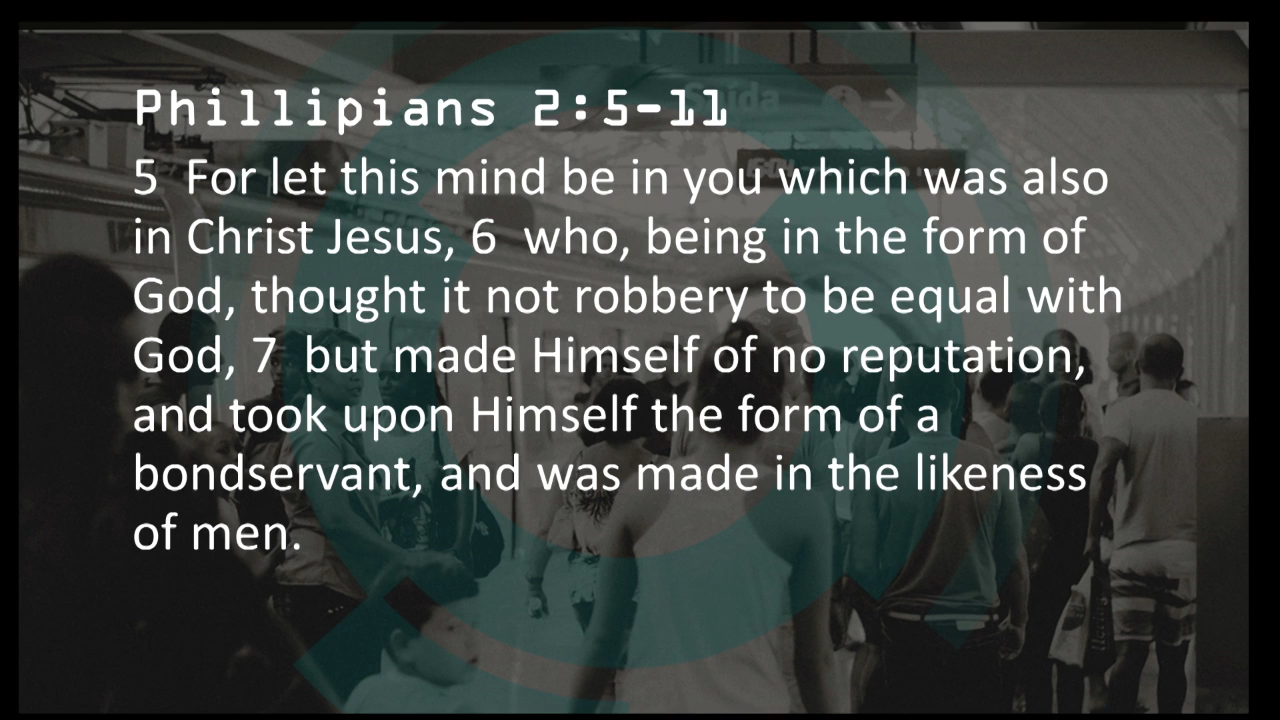 Phillipians 2:5-11
5 For let this mind be in you which was also
in Christ Jesus, 6 who, being in the form of
God, thought it not robbery to be equal with
God, 7 but made Himself of no reputation,
and took upon Himself the form of a
bondservant, and was made in the likeness
of men.
Saída